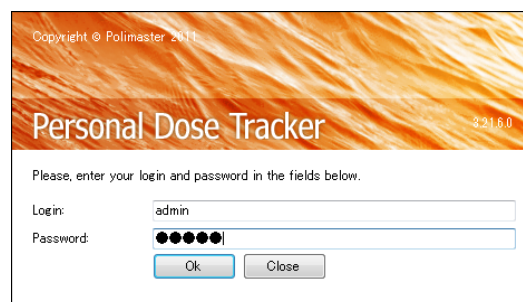 Copyright © Polimaster 2011
Personal Dose Tracker
3.21.6.0
Please, enter your login and password in the fields below.
Login:
admin
Password:
●●●●●
Ok
Close